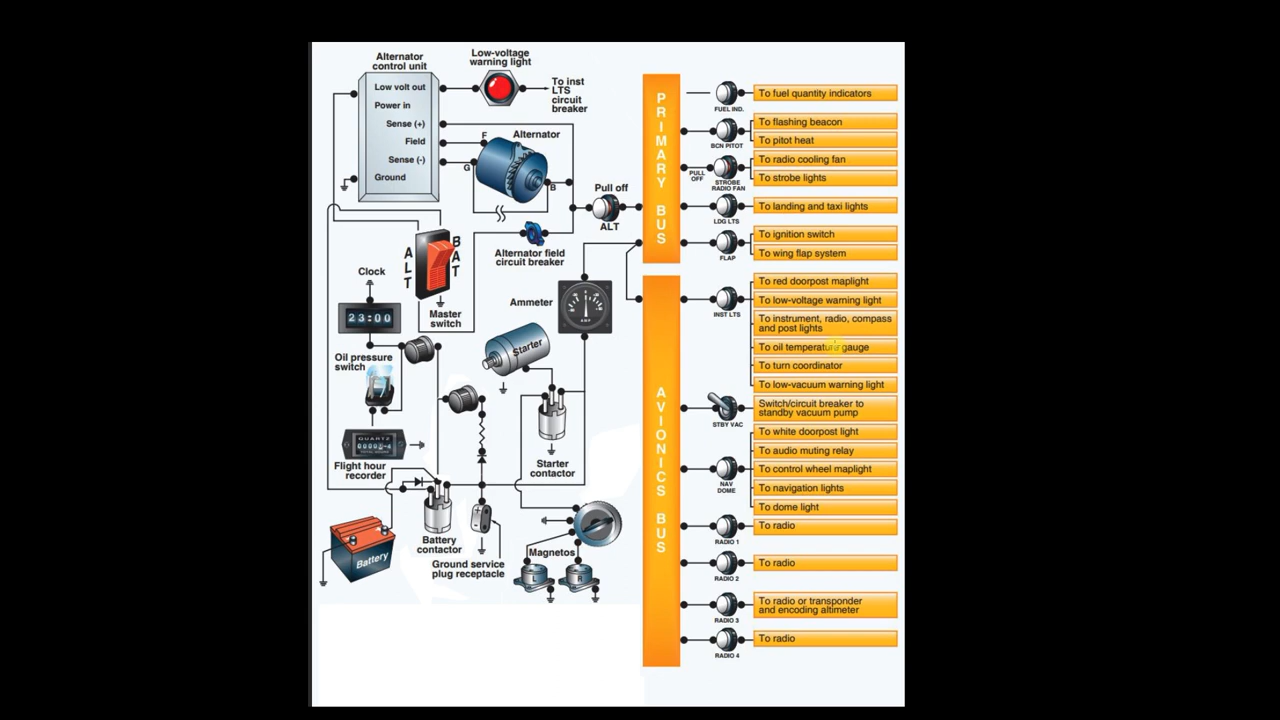 Alternator
control unit
Low volt out
Power in
Sense (+)
Field
Sense (-)
Ground
Low-voltage
warning light
To inst
LTS
circuit
breaker
F
Alternator
G
B
Pull off
ALT
Alternator field
circuit breaker
ALT
BAT
Master
switch
Clock
23:00
Ammeter
AMP
Oil pressure
switch
Starter
QUARTZ
Flight hour
recorder
Starter
contactor
Battery
Battery
contactor
Ground service
plug receptacle
Magnetos
L
R
PRIMARY BUS
AVIONICS BUS
FUEL IND.
To fuel quantity indicators
BCN PITOT
To flashing beacon
To pitot heat
PULL
OFF
STROBE
RADIO FAN
To radio cooling fan
To strobe lights
LDG LTS
To landing and taxi lights
FLAP
To ignition switch
To wing flap system
INST LTS
To red doorpost maplight
To low-voltage warning light
To instrument, radio, compass
and post lights
To oil temperature gauge
To turn coordinator
To low-vacuum warning light
STBY VAC
Switch/circuit breaker to
standby vacuum pump
NAV
DOME
To white doorpost light
To audio muting relay
To control wheel maplight
To navigation lights
To dome light
RADIO 1
To radio
RADIO 2
To radio
RADIO 3
To radio or transponder
and encoding altimeter
RADIO 4
To radio